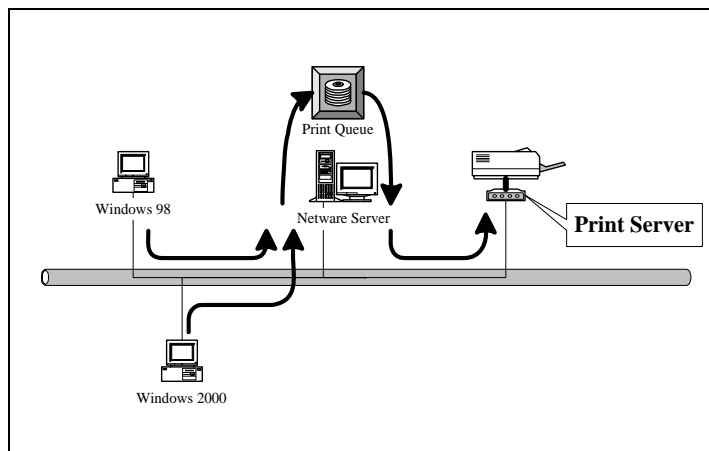 Print Queue
Windows 98
Netware Server
Print Server
Windows 2000